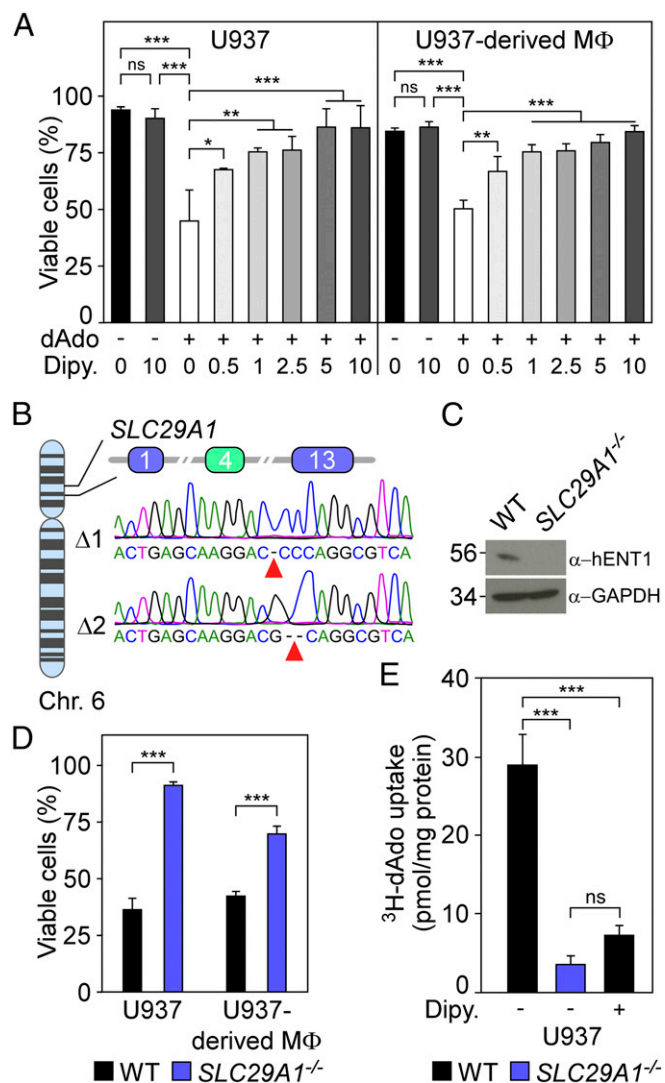 A
U937
U937-derived MΦ
***
ns
***
***
**
*
***
ns
***
***
**
Viable cells (%)
100
75
50
25
0
dAdo - - + + + + + + - - + + + + + +
Dipy. 0 10 0 0.5 1 2.5 5 10 0 10 0 0.5 1 2.5 5 10
B
SLC29A1
1 4 13
Δ1
ACTGAGCAAGGAC-CCCAGGCGTCA
Δ2
ACTGAGCAAGGACG--CAGGCGTCA
Chr. 6
C
WT SLC29A1-/-
56 α-hENT1
34 α-GAPDH
D
Viable cells (%)
100
75
50
25
0
***
***
U937
U937-
derived MΦ
WT SLC29A1-/-
E
³H-dAdo uptake
(pmol/mg protein)
40
30
20
10
0
***
***
ns
Dipy. - - +
U937
WT SLC29A1-/-